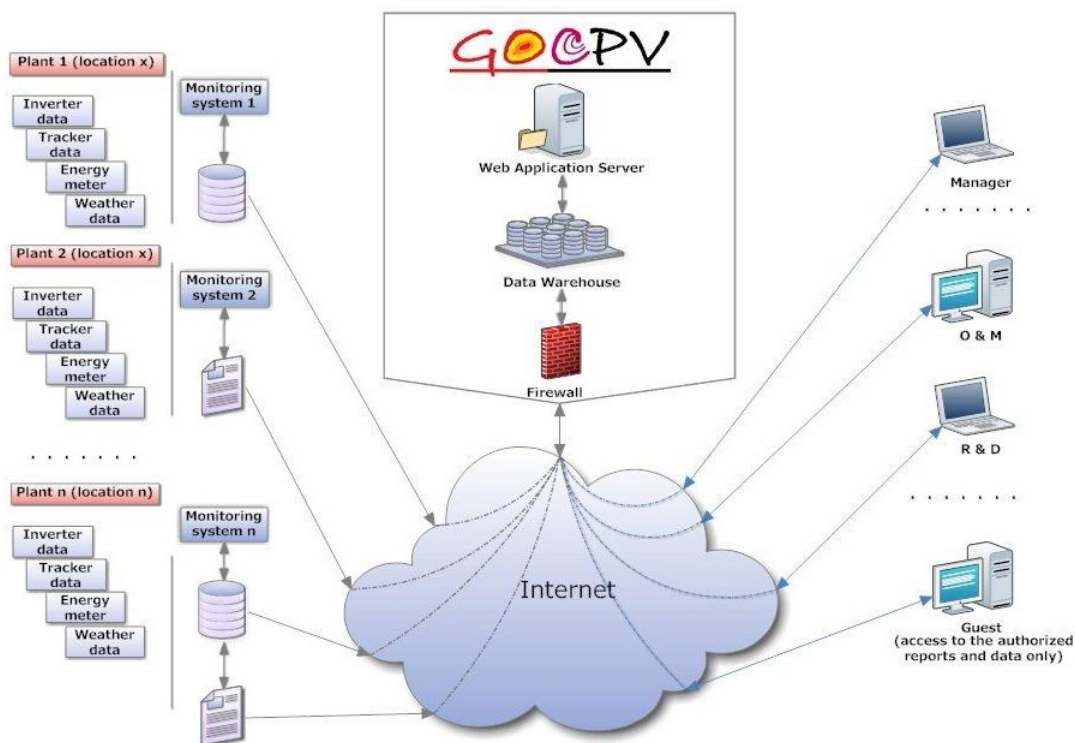 GOCPV
Plant 1 (location x)
Monitoring
system 1
Inverter
data
Tracker
data
Energy
meter
Weather
data
Plant 2 (location x)
Monitoring
system 2
Inverter
data
Tracker
data
Energy
meter
Weather
data
. . . . . . .
Plant n (location n)
Monitoring
system n
Inverter
data
Tracker
data
Energy
meter
Weather
data
Web Application Server
Data Warehouse
Firewall
Internet
Manager
. . . . . . .
O & M
R & D
. . . . . . .
Guest
(access to the authorized
reports and data only)